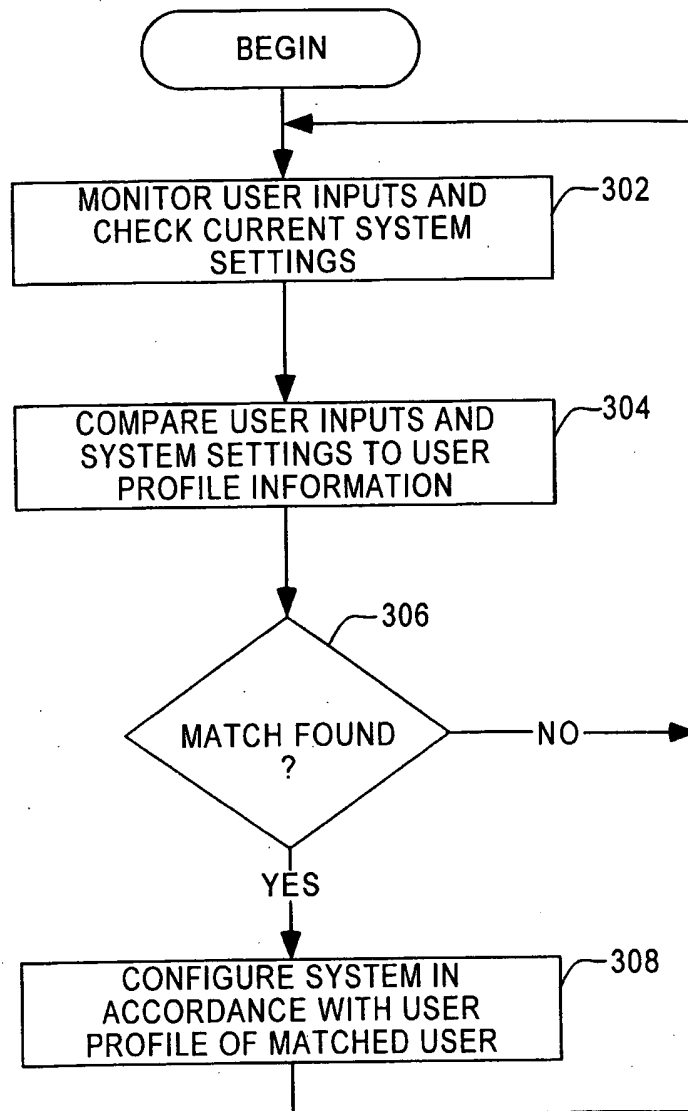 BEGIN
MONITOR USER INPUTS AND
CHECK CURRENT SYSTEM
SETTINGS
302
COMPARE USER INPUTS AND
SYSTEM SETTINGS TO USER
PROFILE INFORMATION
304
306
MATCH FOUND
?
NO
YES
CONFIGURE SYSTEM IN
ACCORDANCE WITH USER
PROFILE OF MATCHED USER
308